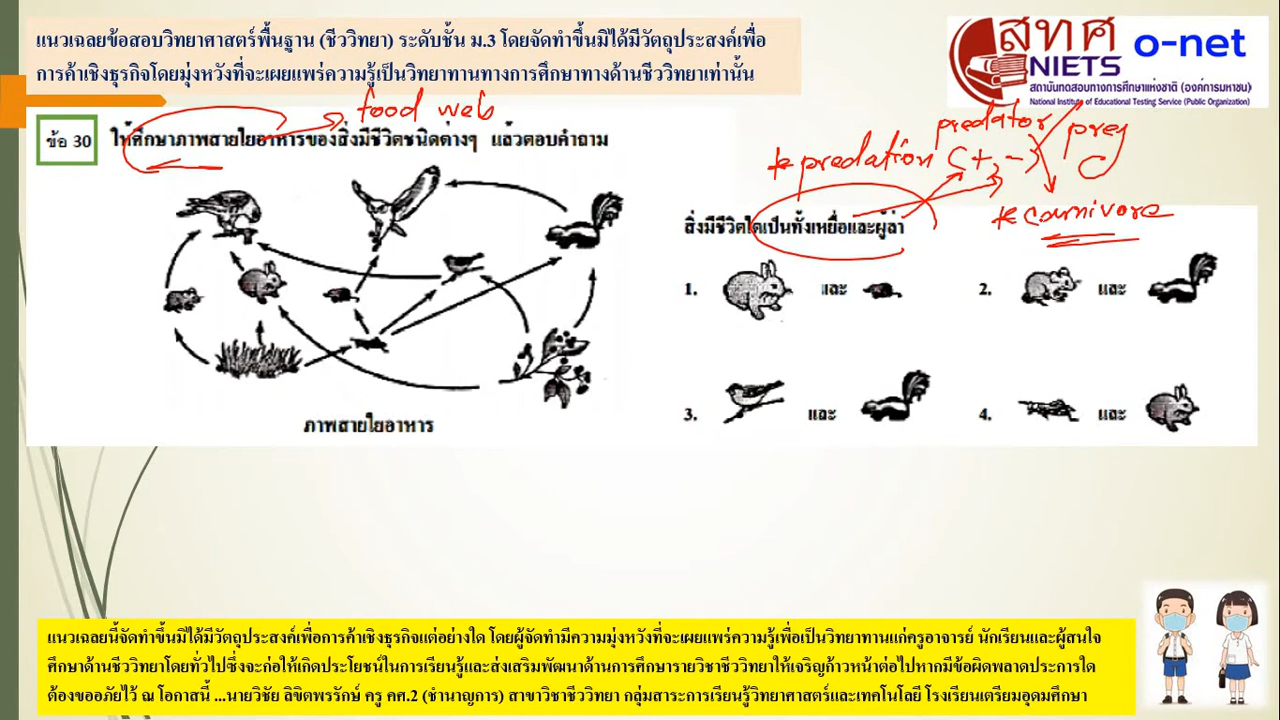 แนวเฉลยข้อสอบวิทยาศาสตร์พื้นฐาน (ชีววิทยา) ระดับชั้น ม.3 โดยจัดทำขึ้นมิได้มีวัตถุประสงค์เพื่อ
การค้าเชิงธุรกิจโดยมุ่งหวังที่จะเผยแพร่ความรู้เป็นวิทยาทานทางการศึกษาทางด้านชีววิทยาเท่านั้น
สทศ
NIETS
o-net
สถาบันทดสอบทางการศึกษาแห่งชาติ (องค์การมหาชน)
National Institute of Educational Testing Service (Public Organization)
food web
ข้อ 30
ให้ศึกษาภาพสายใยอาหารของสิ่งมีชีวิตชนิดต่างๆ แล้วตอบคำถาม
predator
prey
* predation (+, -)
* carnivore
สิ่งมีชีวิตใดเป็นทั้งเหยื่อและผู้ล่า
1. และ
2. และ
3. และ
4. และ
ภาพสายใยอาหาร
แนวเฉลยนี้จัดทำขึ้นมิได้มีวัตถุประสงค์เพื่อการค้าเชิงธุรกิจแต่อย่างใด โดยผู้จัดทำมีความมุ่งหวังที่จะเผยแพร่ความรู้เพื่อเป็นวิทยาทานแก่ครูอาจารย์ นักเรียนและผู้สนใจ
ศึกษาด้านชีววิทยาโดยทั่วไปซึ่งจะก่อให้เกิดประโยชน์ในการเรียนรู้และส่งเสริมพัฒนาด้านการศึกษารายวิชาชีววิทยาให้เจริญก้าวหน้าต่อไปหากมีข้อผิดพลาดประการใด
ต้องขออภัยไว้ ณ โอกาสนี้ ...นายวิชัย ลิขิตพรรักษ์ ครู คศ.2 (ชำนาญการ) สาขาวิชาชีววิทยา กลุ่มสาระการเรียนรู้วิทยาศาสตร์และเทคโนโลยี โรงเรียนเตรียมอุดมศึกษา